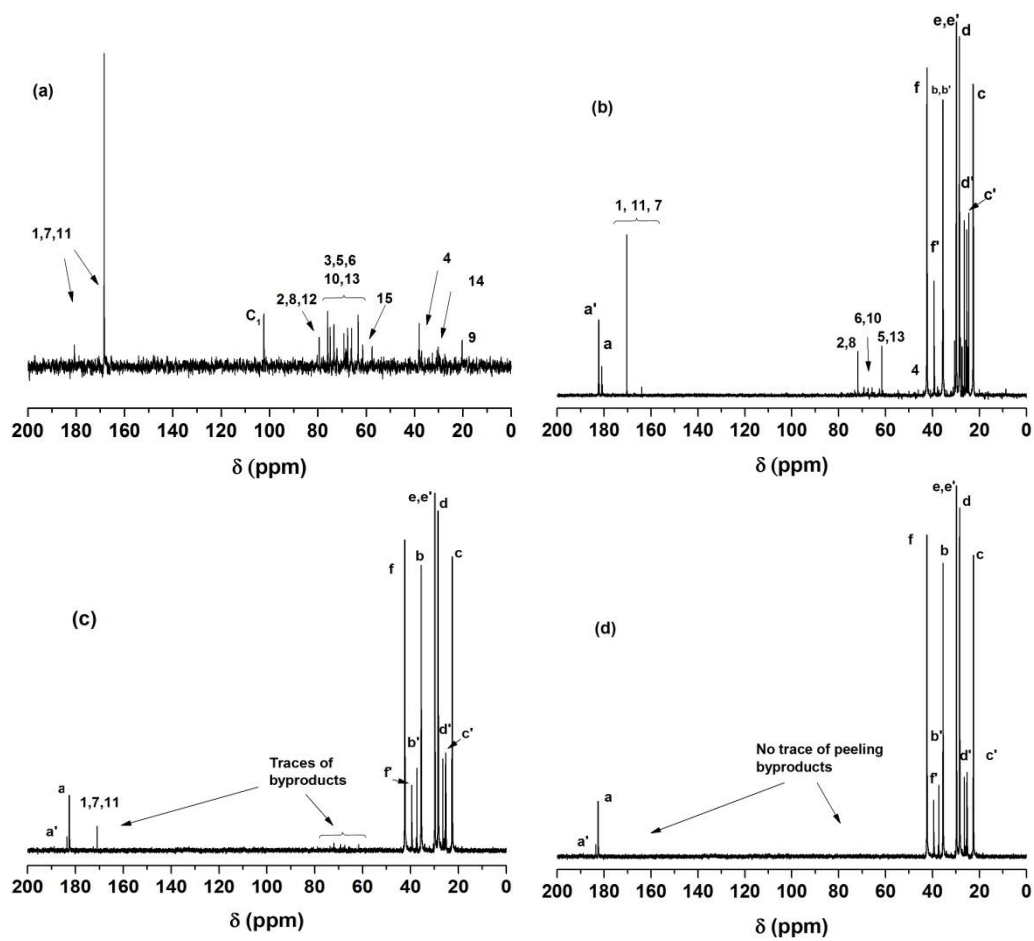 (a)
1,7,11
C1
2,8,12
3,5,6
10,13
15
4
14
9
200 180 160 140 120 100 80 60 40 20 0
δ (ppm)
(b)
e,e'
d
f
b,b'
c
d'
c'
f'
1, 11, 7
a'
a
2,8
6,10
5,13
4
200 180 160 140 120 100 80 60 40 20 0
δ (ppm)
(c)
e,e'
d
f
b
c
b'
d'
c'
f'
a
a'
1,7,11
Traces of
byproducts
200 180 160 140 120 100 80 60 40 20 0
δ (ppm)
(d)
e,e'
d
f
b
c
b'
d'
c'
f'
a
a'
No trace of peeling
byproducts
200 180 160 140 120 100 80 60 40 20 0
δ (ppm)